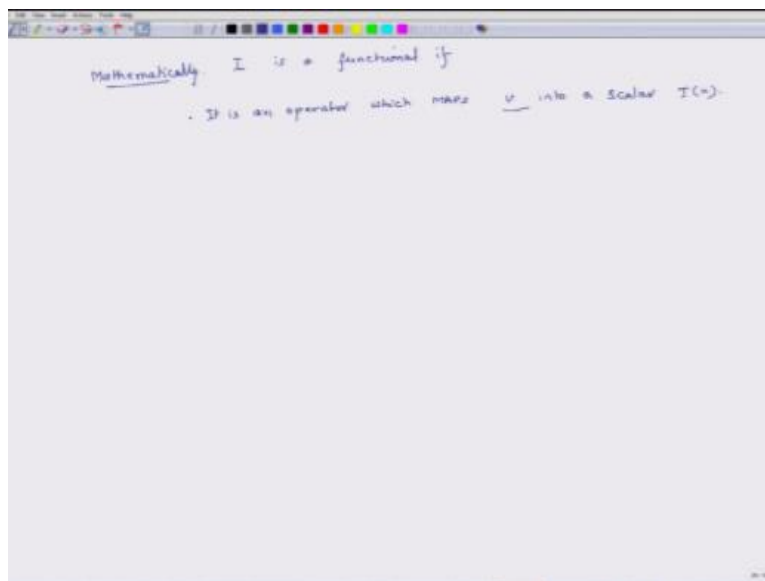 Mathematically I is a functional if
. It is an operator which maps u into a scalar I(u).